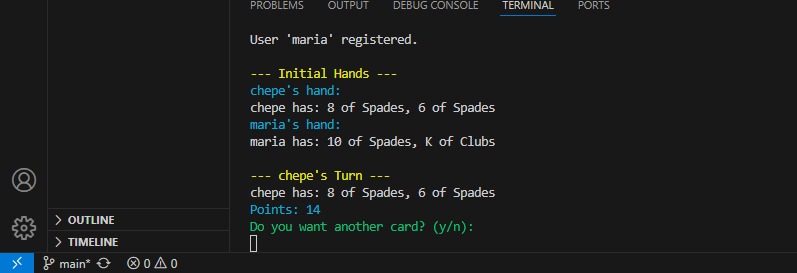 PROBLEMS OUTPUT DEBUG CONSOLE TERMINAL PORTS
User 'maria' registered.
--- Initial Hands ---
chepe's hand:
chepe has: 8 of Spades, 6 of Spades
maria's hand:
maria has: 10 of Spades, K of Clubs
--- chepe's Turn ---
chepe has: 8 of Spades, 6 of Spades
Points: 14
Do you want another card? (y/n):
OUTLINE
TIMELINE
main* 0 0